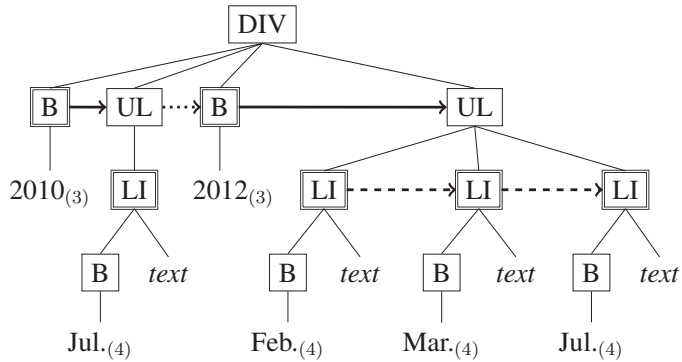 DIV
B UL B UL
2010(3) LI 2012(3) LI LI LI
B text B text B text B text
Jul.(4) Feb.(4) Mar.(4) Jul.(4)